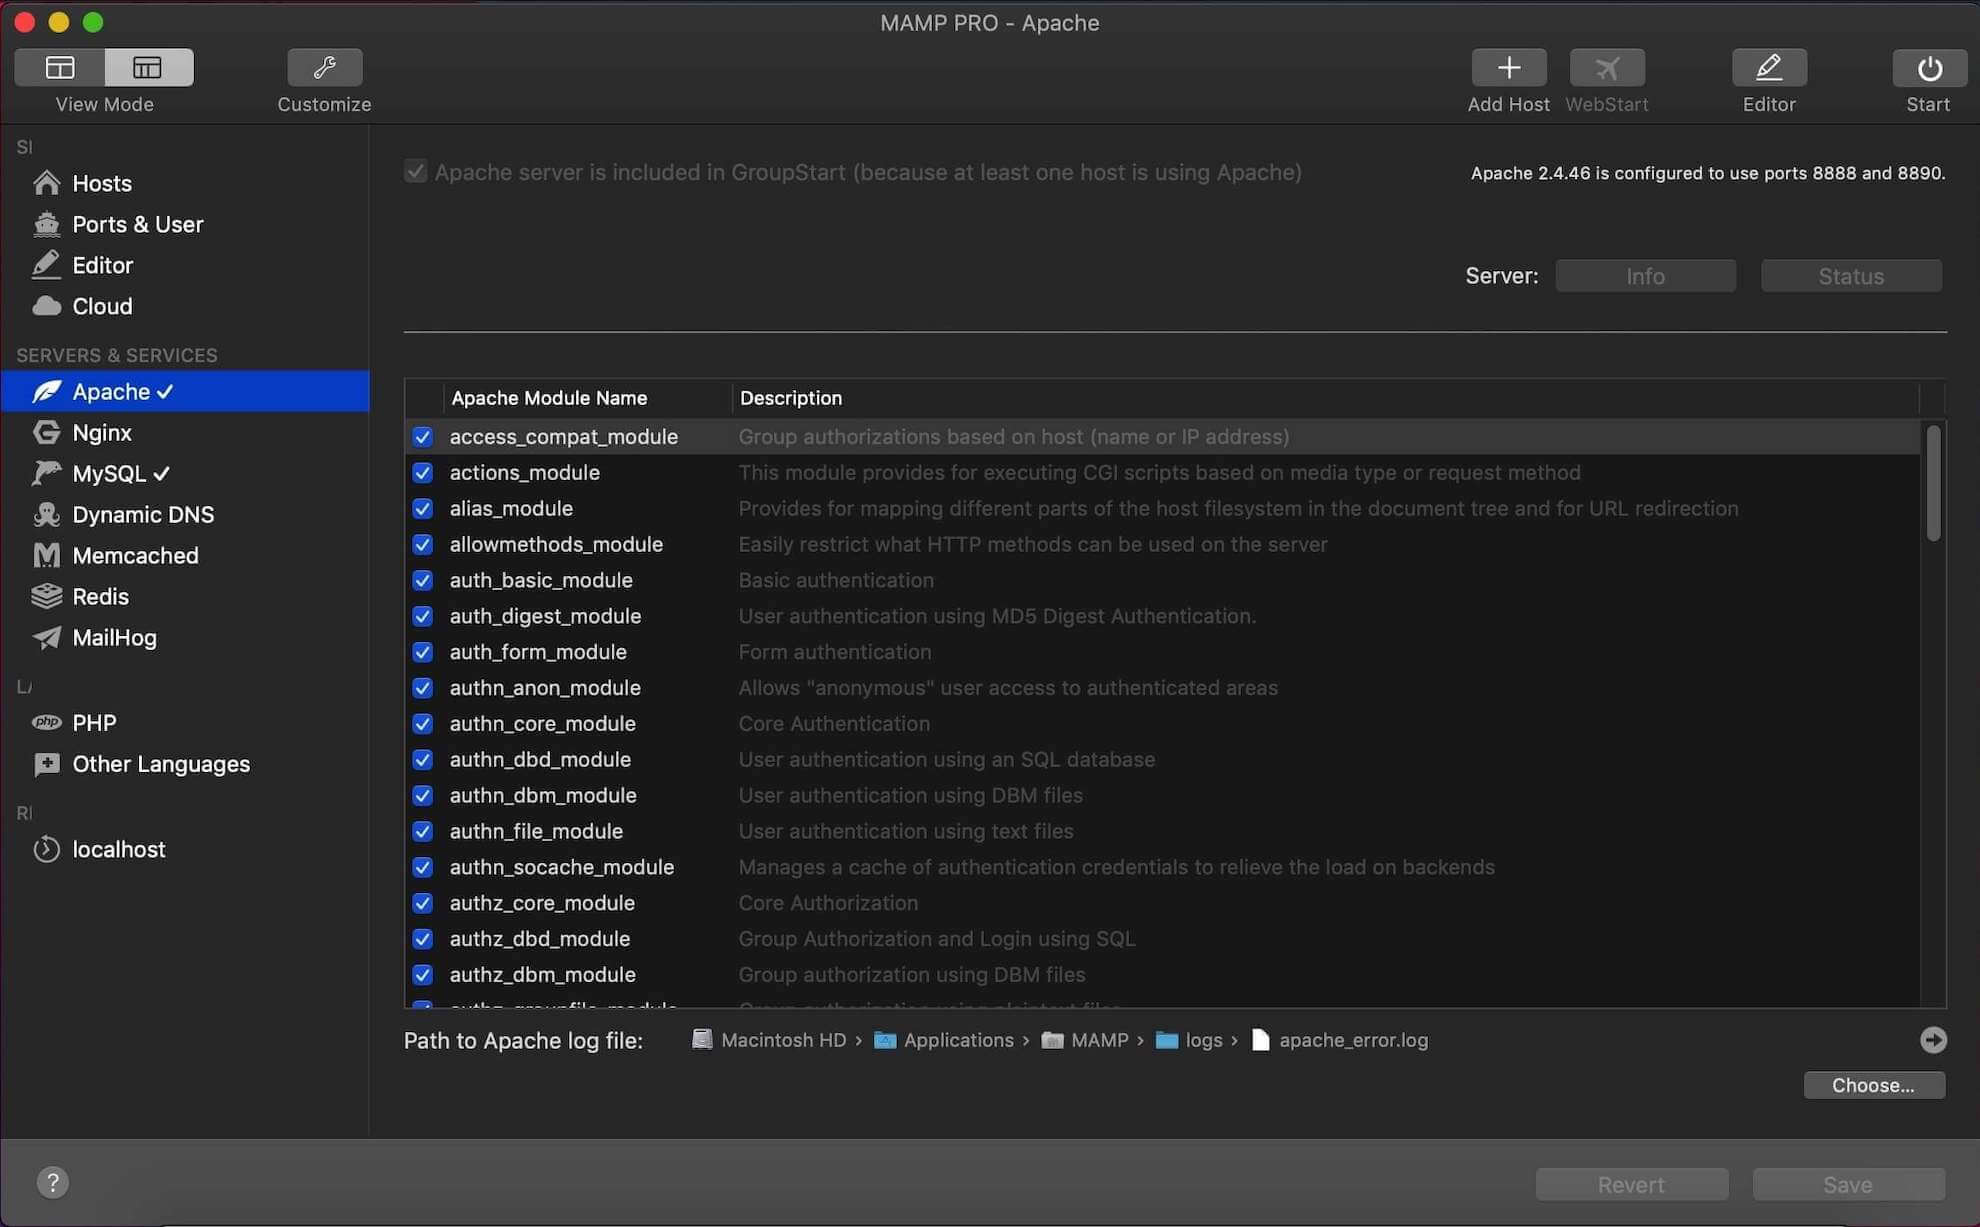 MAMP PRO - Apache
View Mode
Customize
Add Host
WebStart
Editor
Start
SI
Hosts
Ports & User
Editor
Cloud
SERVERS & SERVICES
Apache ✓
Nginx
MySQL ✓
Dynamic DNS
Memcached
Redis
MailHog
php PHP
Other Languages
localhost
Apache server is included in GroupStart (because at least one host is using Apache)
Apache 2.4.46 is configured to use ports 8888 and 8890.
Server: Info Status
Apache Module Name Description
access_compat_module Group authorizations based on host (name or IP address)
actions_module This module provides for executing CGI scripts based on media type or request method
alias_module Provides for mapping different parts of the host filesystem in the document tree and for URL redirection
allowmethods_module Easily restrict what HTTP methods can be used on the server
auth_basic_module Basic authentication
auth_digest_module User authentication using MD5 Digest Authentication.
auth_form_module Form authentication
authn_anon_module Allows "anonymous" user access to authenticated areas
authn_core_module Core Authentication
authn_dbd_module User authentication using an SQL database
authn_dbm_module User authentication using DBM files
authn_file_module User authentication using text files
authn_socache_module Manages a cache of authentication credentials to relieve the load on backends
authz_core_module Core Authorization
authz_dbd_module Group Authorization and Login using SQL
authz_dbm_module Group authorization using DBM files
authz_groupfile_module Group authorization using plaintext files
Path to Apache log file: Macintosh HD › Applications › MAMP › logs › apache_error.log
Choose...
?
Revert
Save